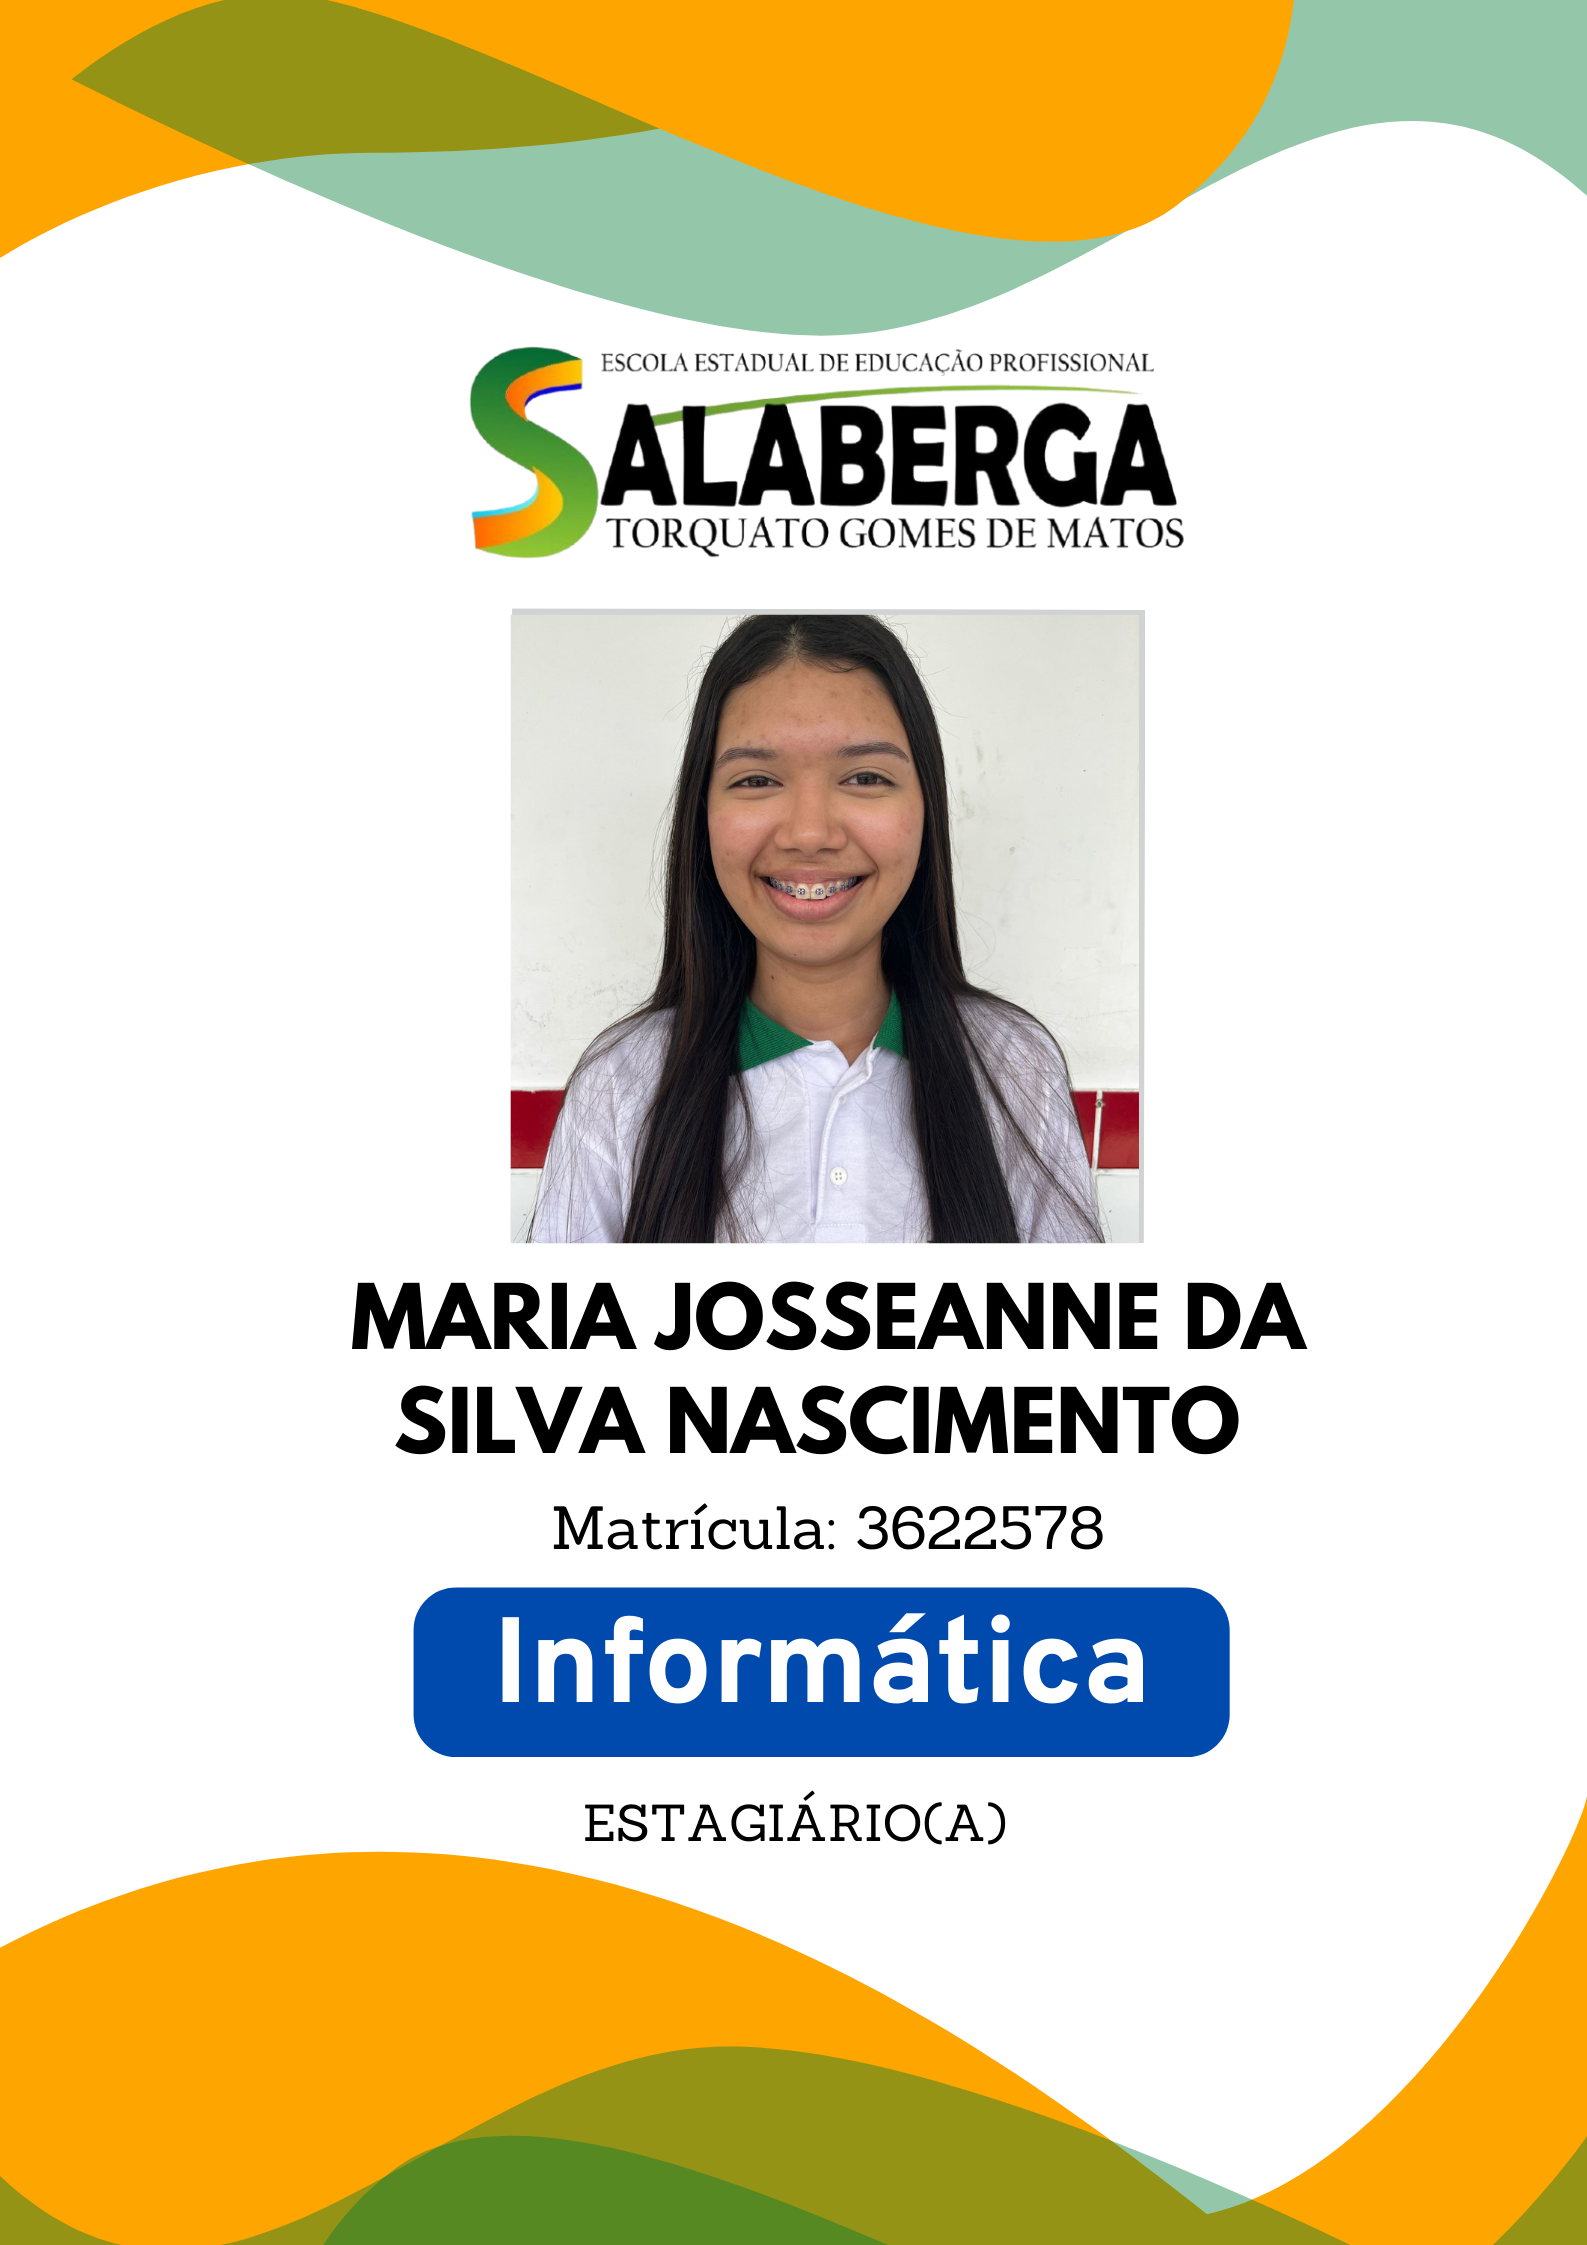 ESCOLA ESTADUAL DE EDUCAÇÃO PROFISSIONAL
SALABERGA
TORQUATO GOMES DE MATOS
MARIA JOSSEANNE DA
SILVA NASCIMENTO
Matrícula: 3622578
Informática
ESTAGIÁRIO(A)